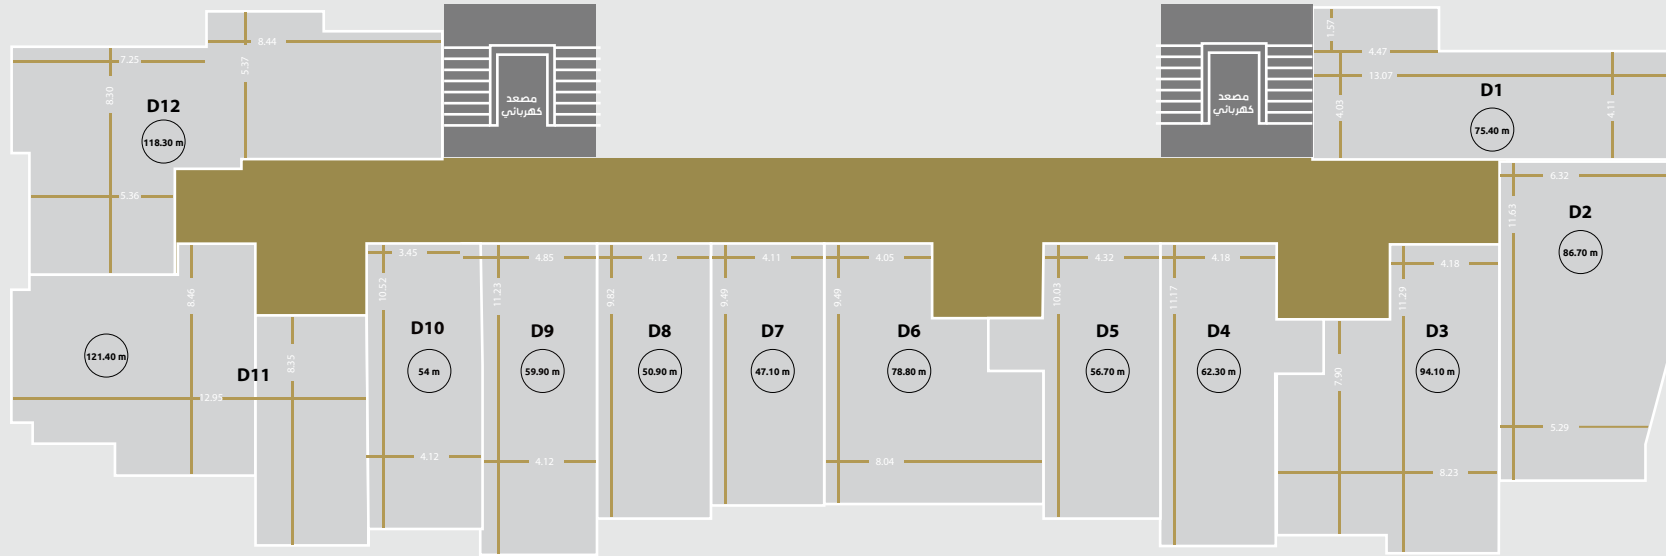 8.44
5.37
7.25
8.30
D12
118.30 m
5.36
مصعد
كهربائي
مصعد
كهربائي
1.57
4.47
13.07
4.03
4.11
D1
75.40 m
6.32
11.63
D2
86.70 m
5.29
8.46
121.40 m
D11
8.35
12.95
3.45
10.52
D10
54 m
4.12
4.85
11.23
D9
59.90 m
4.12
4.12
9.82
D8
50.90 m
4.11
9.49
D7
47.10 m
4.05
9.49
D6
78.80 m
8.04
4.32
10.03
D5
56.70 m
4.18
11.17
D4
62.30 m
4.18
11.29
D3
94.10 m
7.90
8.23